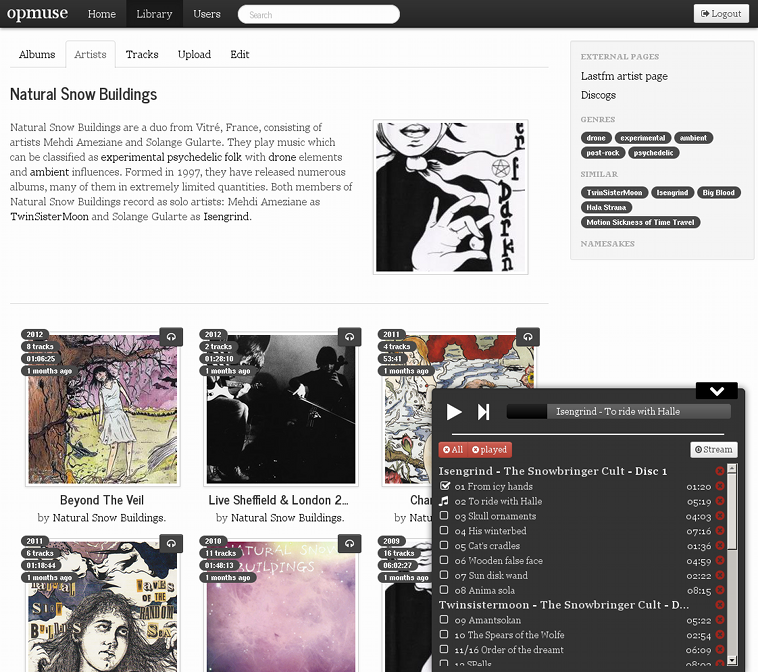 opmuse Home Library Users Search Logout
Albums Artists Tracks Upload Edit
Natural Snow Buildings
Natural Snow Buildings are a duo from Vitré, France, consisting of
artists Mehdi Ameziane and Solange Gularte. They play music which
can be classified as experimental psychedelic folk with drone elements
and ambient influences. Formed in 1997, they have released numerous
albums, many of them in extremely limited quantities. Both members of
Natural Snow Buildings record as solo artists: Mehdi Ameziane as
TwinSisterMoon and Solange Gularte as Isengrind.
EXTERNAL PAGES
Lastfm artist page
Discogs
GENRES
drone experimental ambient
post-rock psychedelic
SIMILAR
TwinSisterMoon Isengrind Big Blood
Hala Strana
Motion Sickness of Time Travel
NAMESAKES
2012
8 tracks
01:06:25
1 months ago
Beyond The Veil
by Natural Snow Buildings.
2012
2 tracks
01:28:10
1 months ago
Live Sheffield & London 2...
by Natural Snow Buildings.
2011
4 tracks
53:41
1 months ago
Cha
by Natu
2011
6 tracks
01:18:44
1 months ago
2010
11 tracks
01:48:13
1 months ago
NATURAL SNOW
BUILDINGS
2009
16 tracks
06:02:27
1 months ago
Isengrind - To ride with Halle
All played Stream
Isengrind - The Snowbringer Cult - Disc 1
01 From icy hands 01:20
02 To ride with Halle 05:19
03 Skull ornaments 04:03
04 His winterbed 07:16
05 Cat's cradles 01:36
06 Wooden false face 04:59
07 Sun disk wand 02:22
08 Anima sola 08:15
Twinsistermoon - The Snowbringer Cult - D...
09 Amantsokan 05:22
10 The Spears of the Wolfe 02:54
11/16 Order of the dreamt 06:09
12 SPells